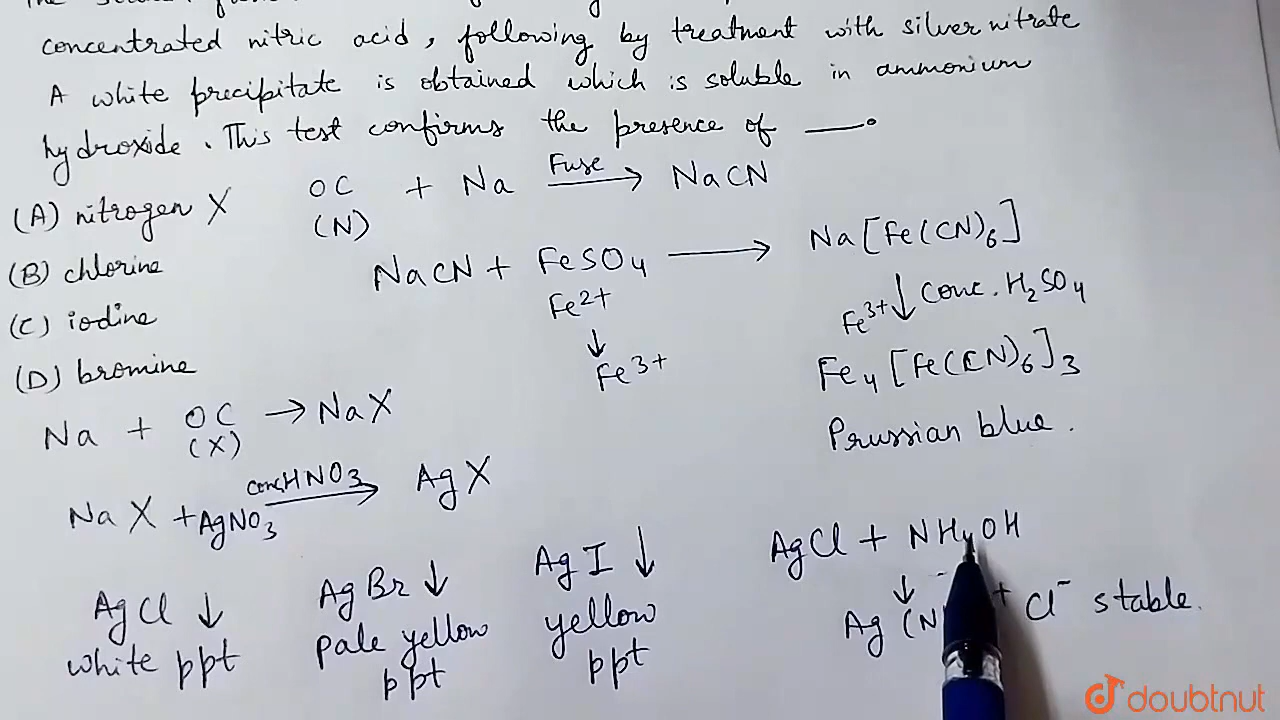 concentrated nitric acid, following by treatment with silver nitrate
A white precipitate is obtained which is soluble in ammonium
hydroxide. This test confirms the presence of —.
(A) nitrogen X
OC + Na Fuse → NaCN
(N)
(B) chlorine
NaCN + FeSO4 → Na[Fe(CN)6]
Fe2+
↓
Fe3+
Fe3+ ↓ Conc. H2SO4
(C) iodine
(D) bromine
Fe4[Fe(CN)6]3
Prussian blue.
Na + OC → NaX
(X)
NaX + AgNO3 conc HNO3 → AgX
AgCl ↓
white ppt
AgBr ↓
pale yellow
ppt
AgI ↓
yellow
ppt
AgCl + NH4OH
↓
Ag (N + Cl- stable.
doubtnut